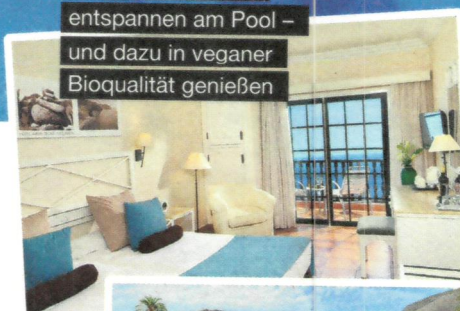 entspannen am Pool –
und dazu in veganer
Bioqualität genießen